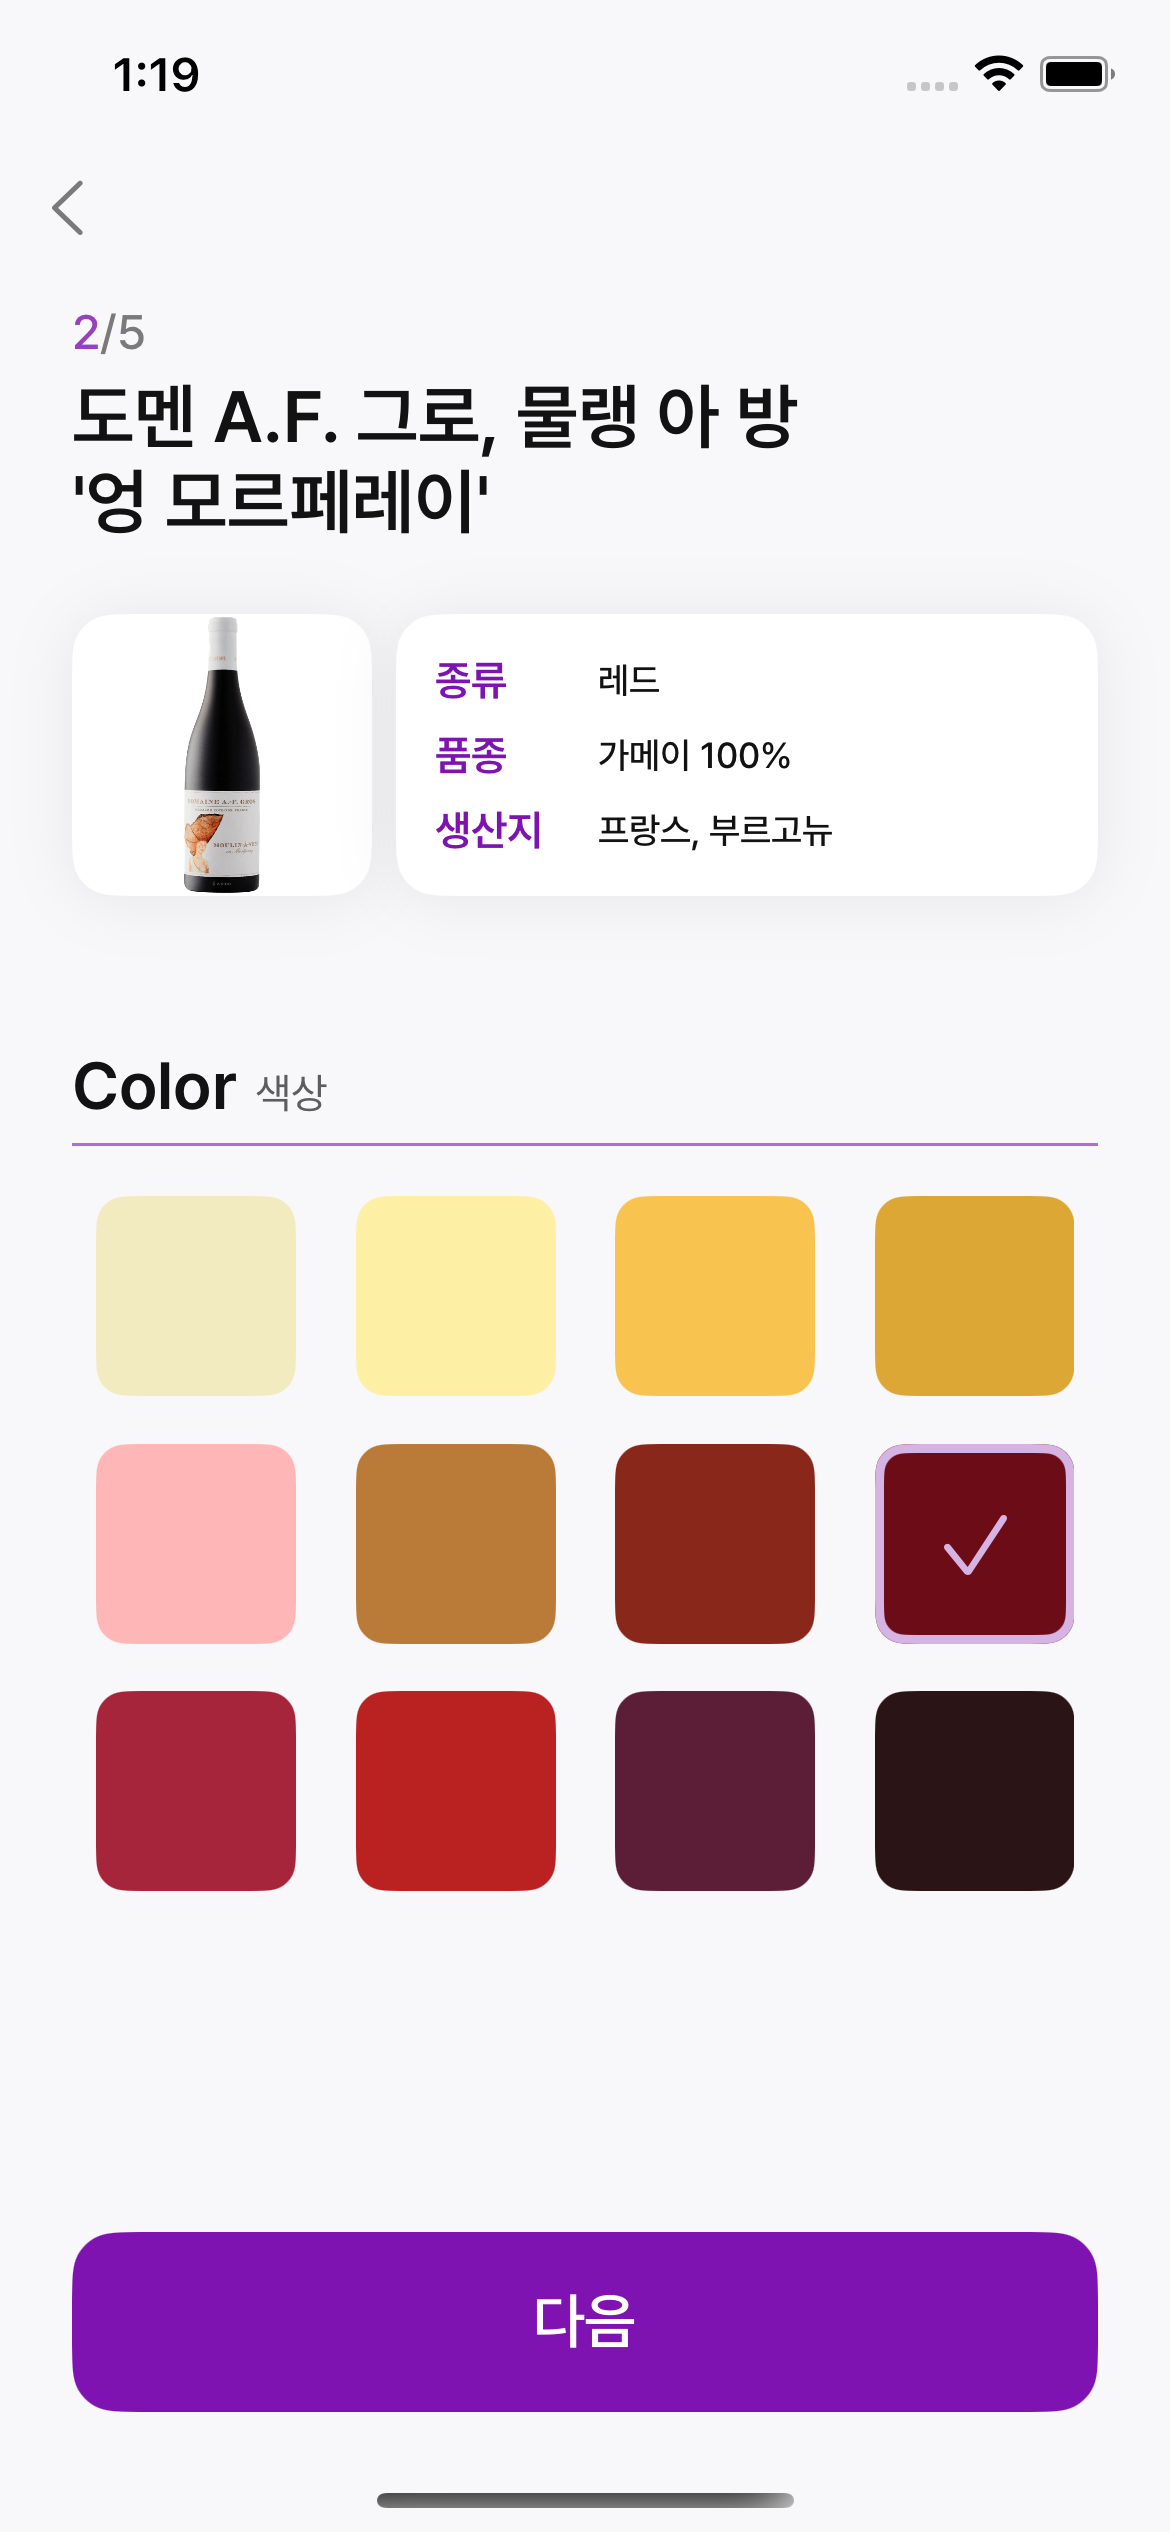 1:19
2/5
도멘 A.F. 그로, 물랭 아 방
'엉 모르페레이'
종류 레드
품종 가메이 100%
생산지 프랑스, 부르고뉴
DOMAINE A.-F. GROS
Color 색상
다음